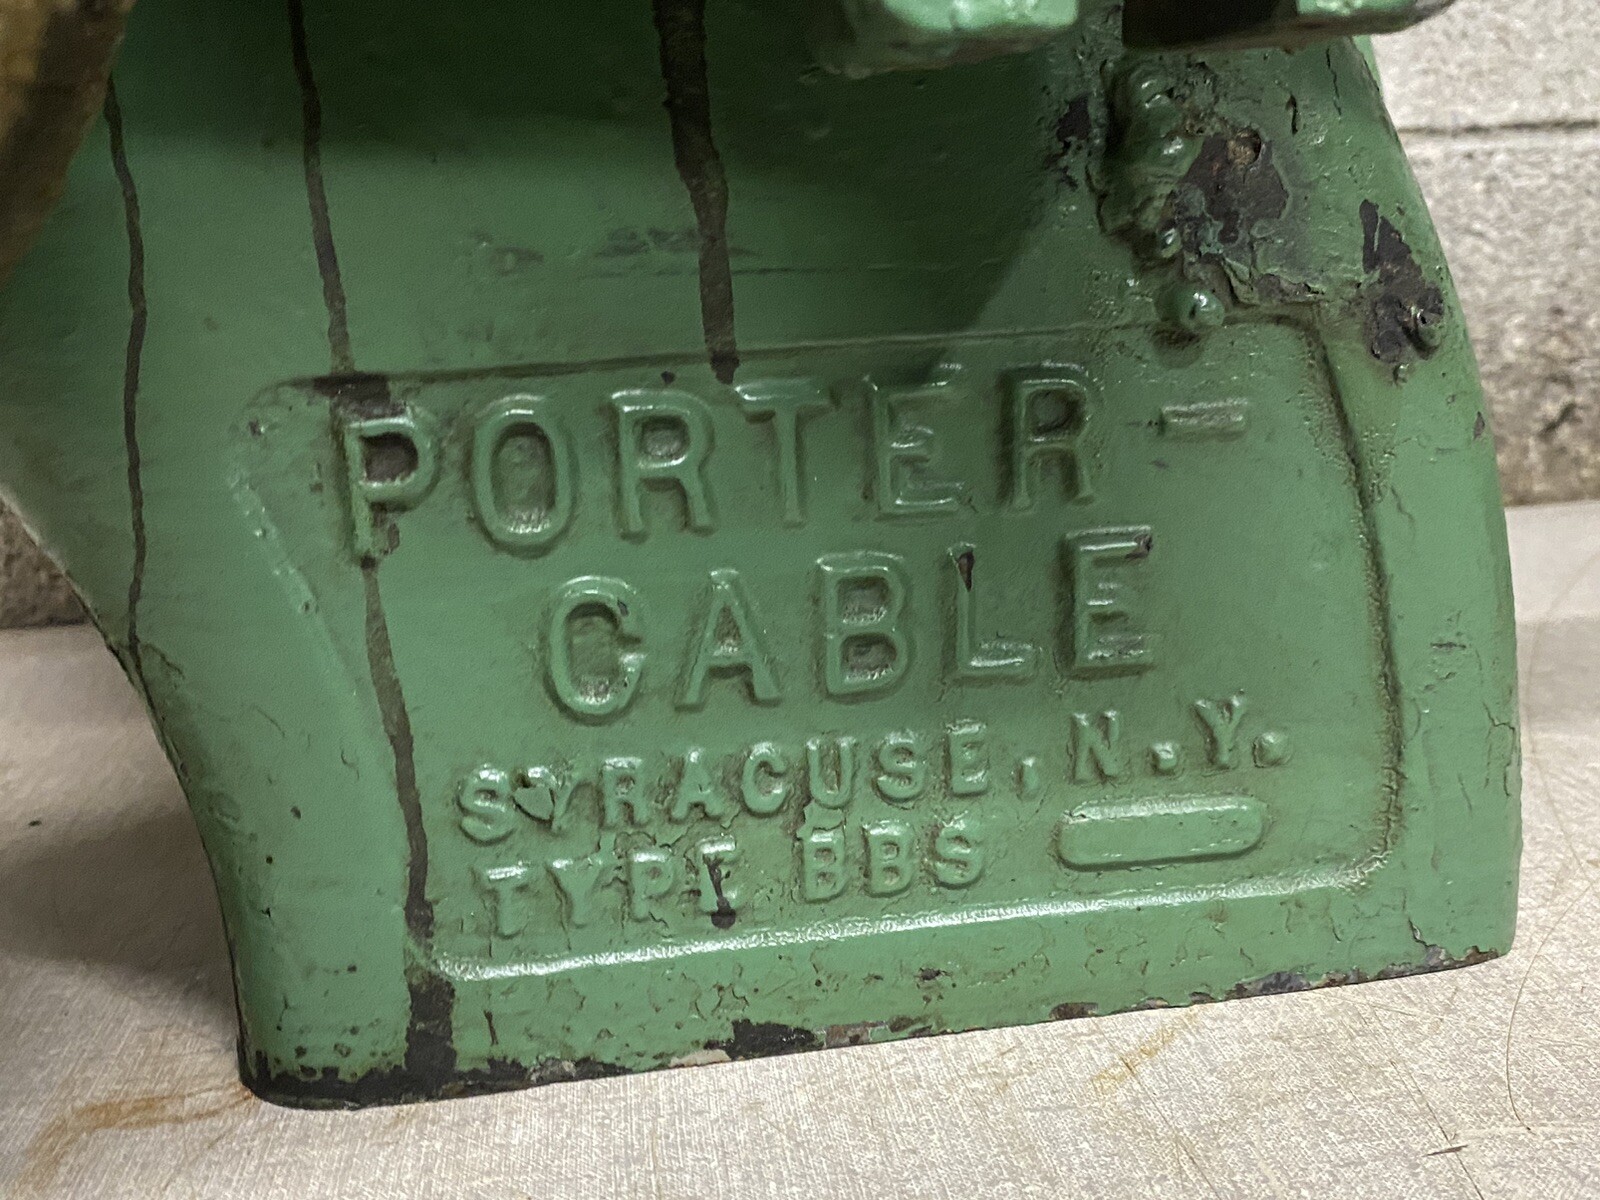 PORTER-
CABLE
SYRACUSE, N.Y.
TYPE BBS